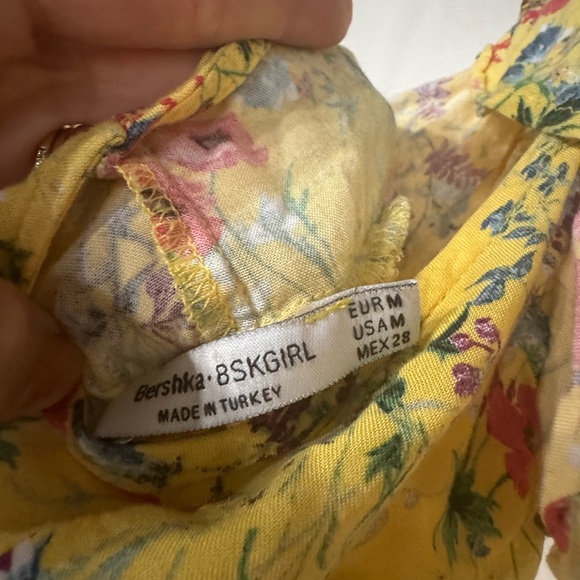 Bershka·BSKGIRL
MADE IN TURKEY
EUR M
USA M
MEX 28